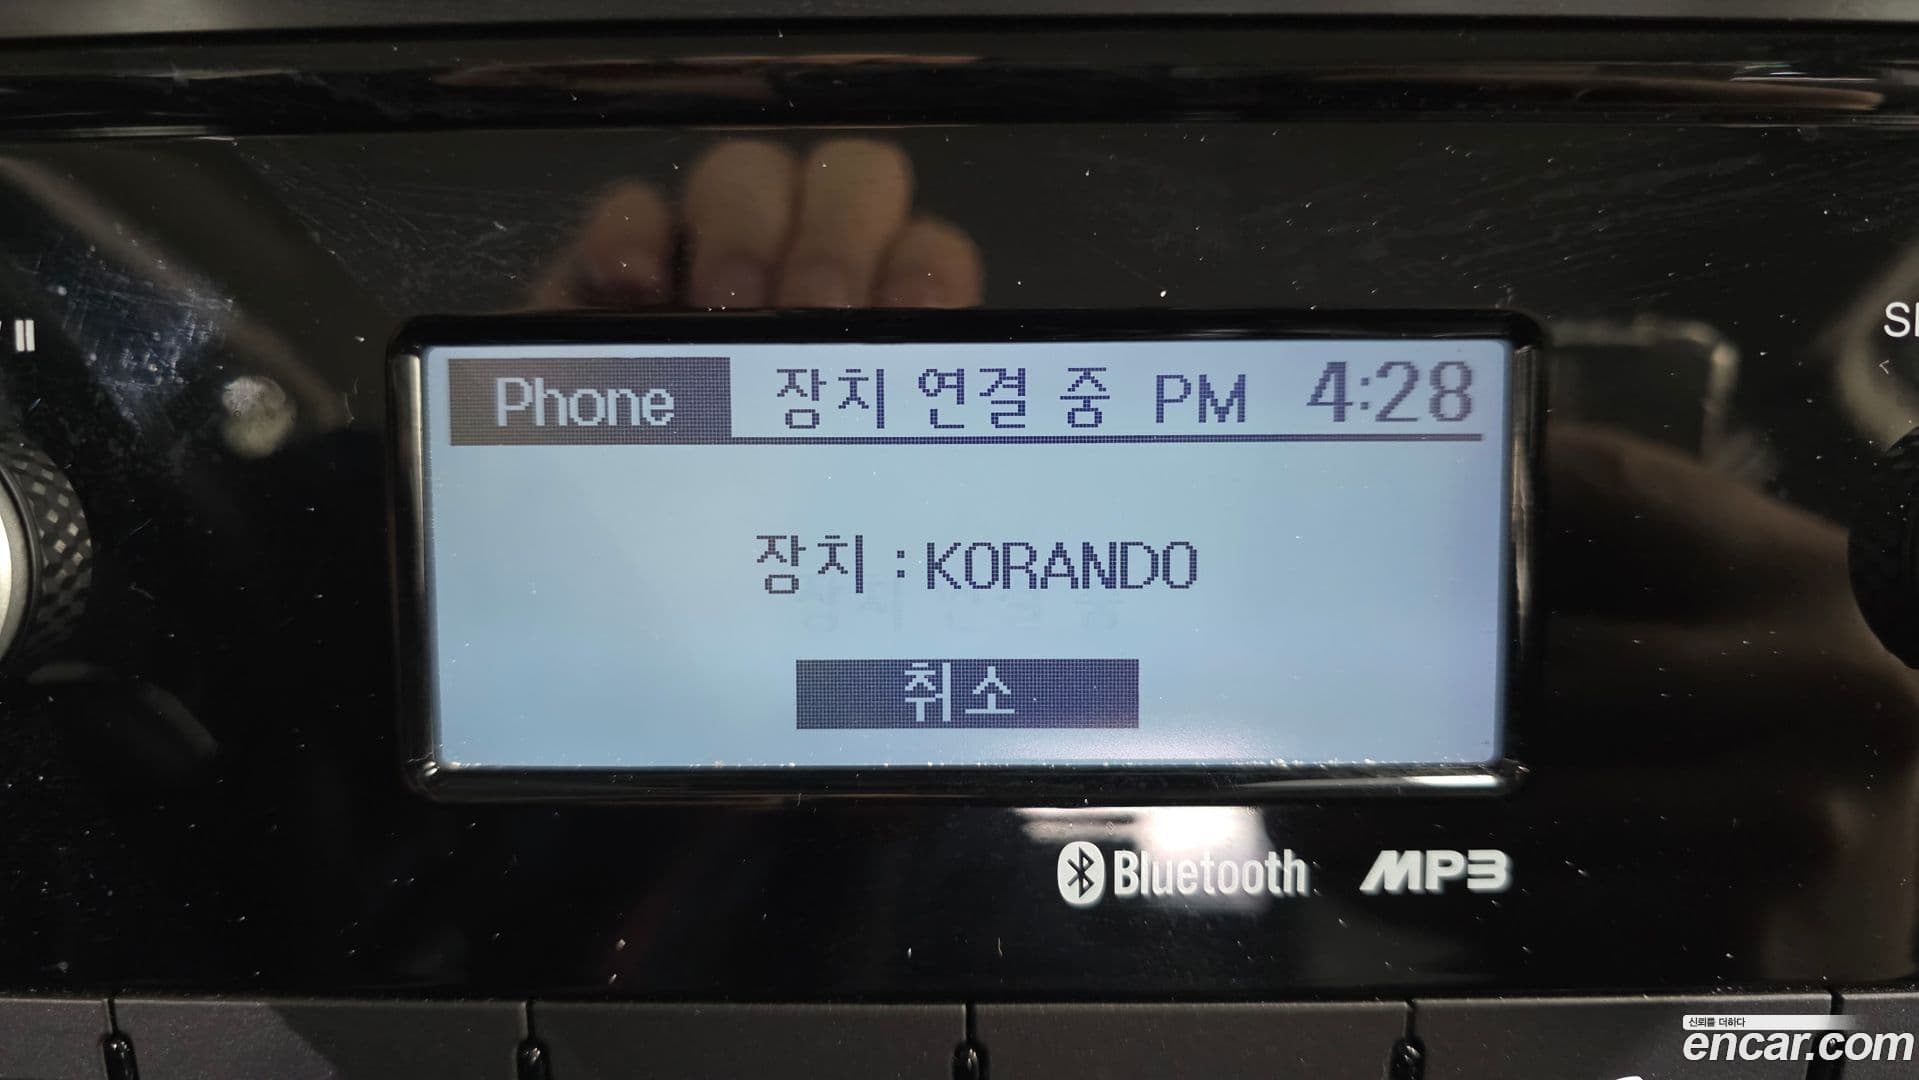 Phone 장치 연결 중 PM 4:28
장치 : KORANDO
취소
Bluetooth MP3
신뢰를 더하다
encar.com